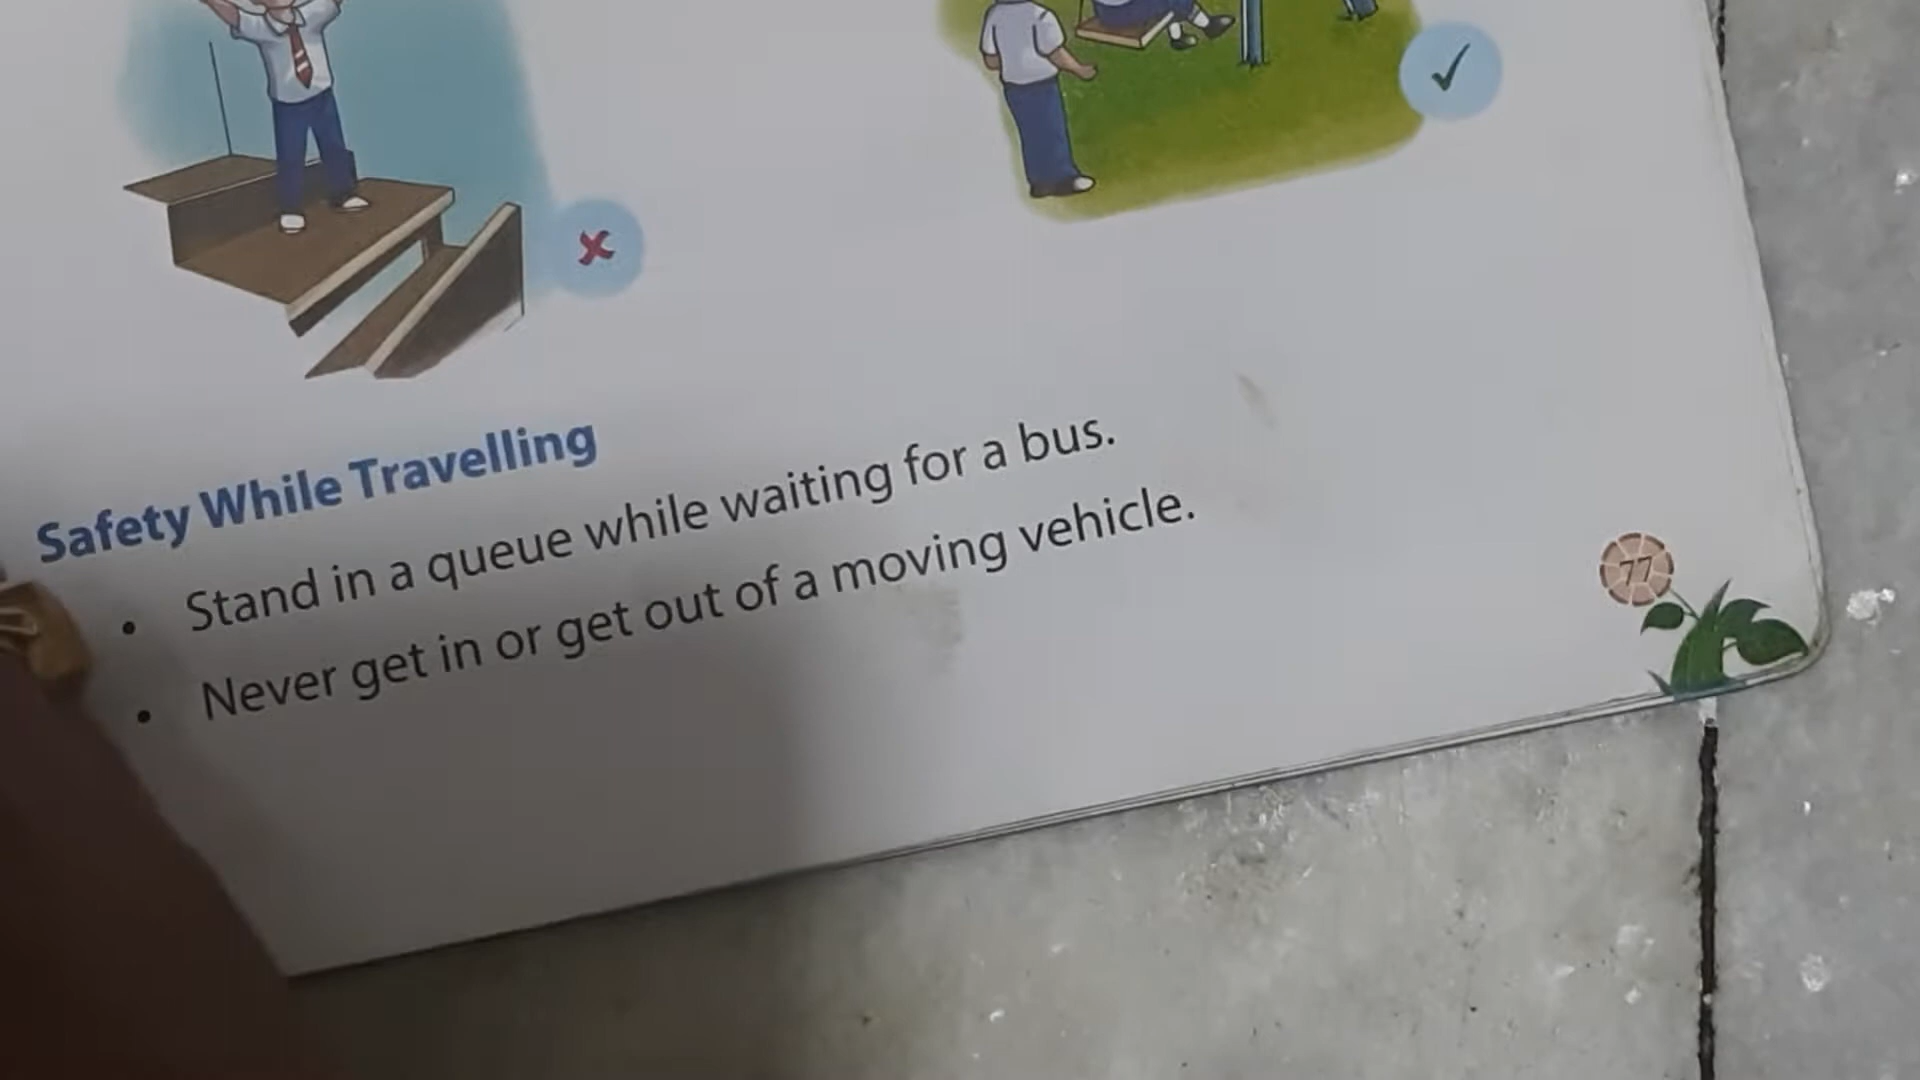 Safety While Travelling
• Stand in a queue while waiting for a bus.
• Never get in or get out of a moving vehicle.
77